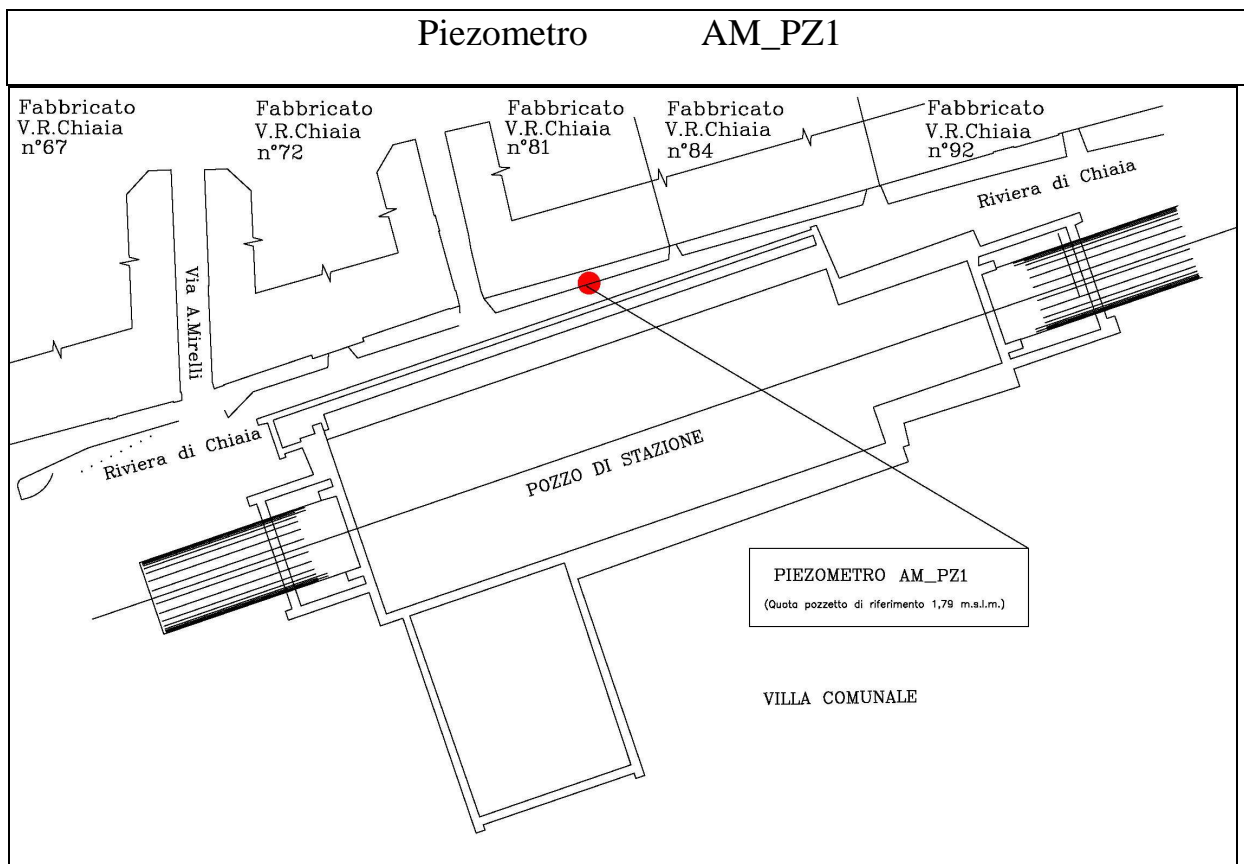 Piezometro AM_PZ1
Fabbricato
V.R.Chiaia
n°67
Fabbricato
V.R.Chiaia
n°72
Fabbricato
V.R.Chiaia
n°81
Fabbricato
V.R.Chiaia
n°84
Fabbricato
V.R.Chiaia
n°92
Riviera di Chiaia
Via A.Mirelli
Riviera di Chiaia
POZZO DI STAZIONE
PIEZOMETRO AM_PZ1
(Quota pozzetto di riferimento 1,79 m.s.l.m.)
VILLA COMUNALE